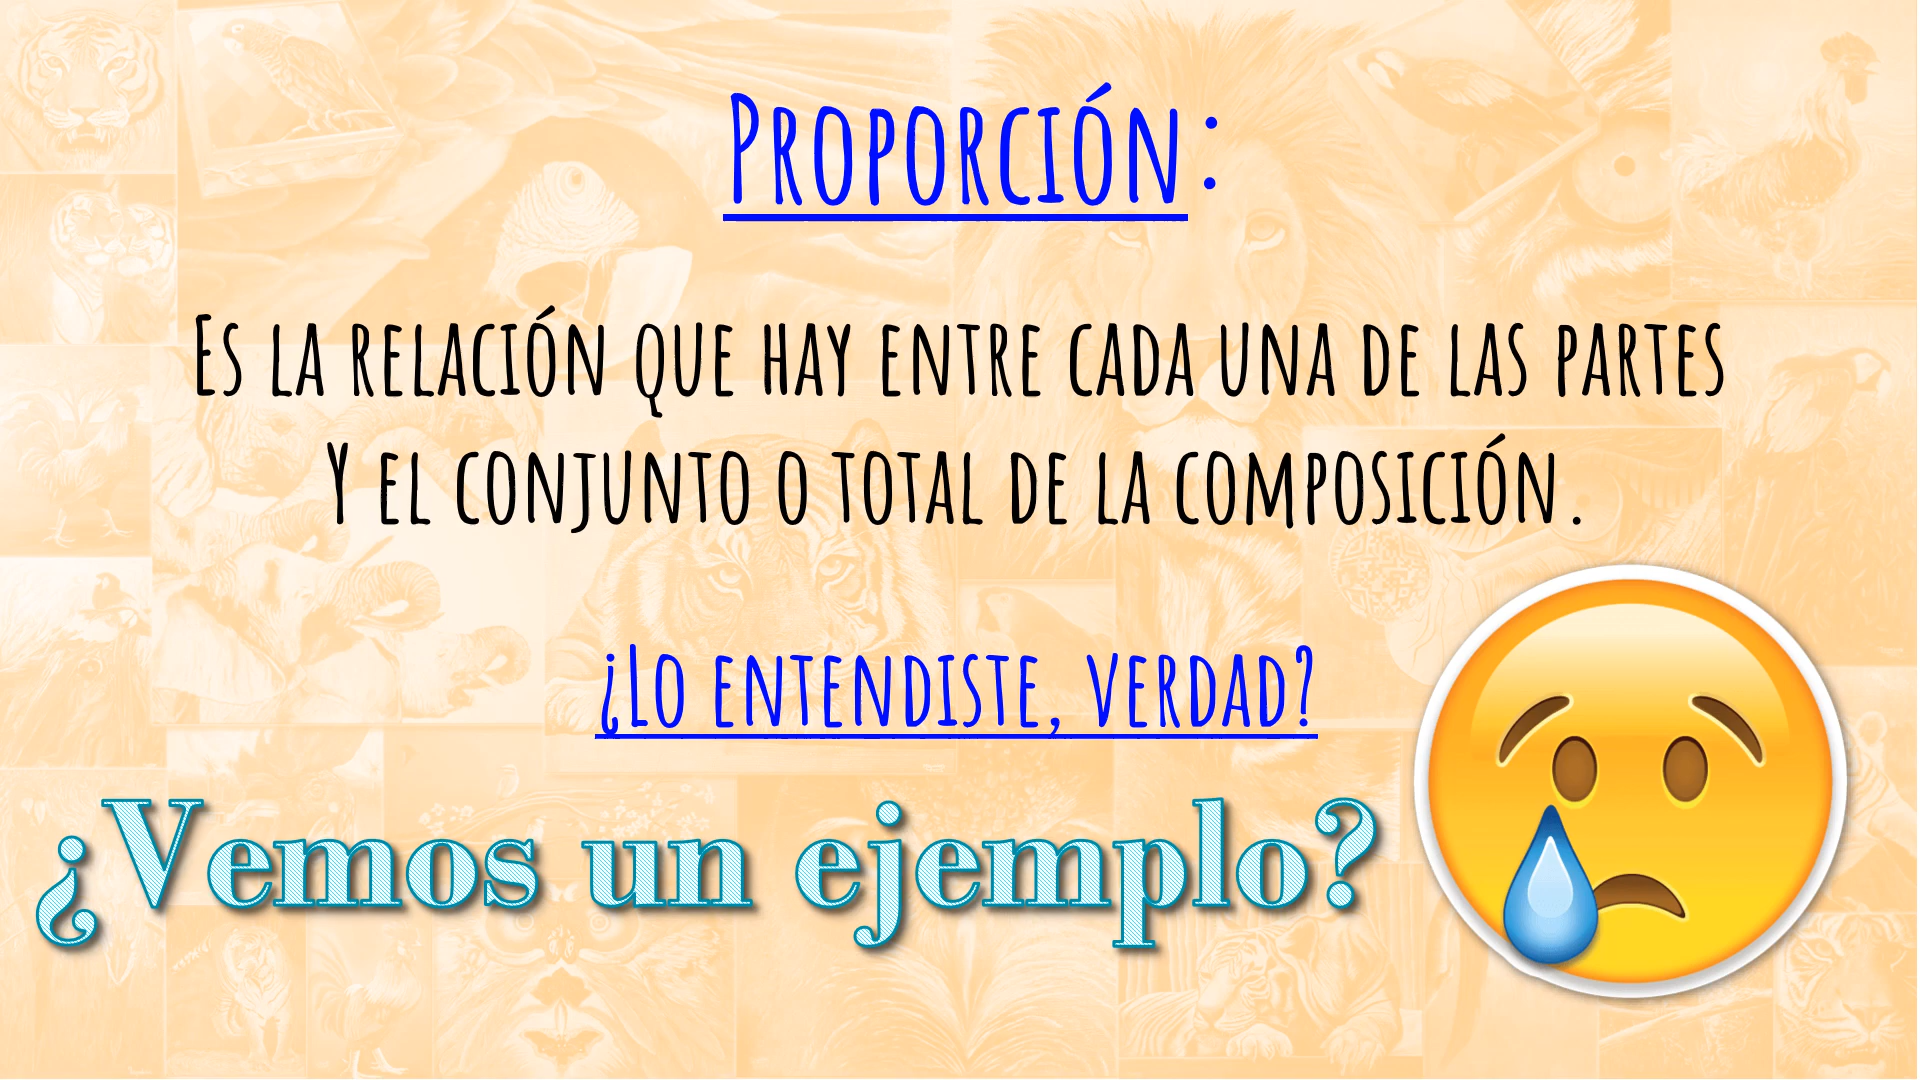 Proporción:
Es la relación que hay entre cada una de las partes
Y el conjunto o total de la composición.
¿Lo entendiste, verdad?
¿Vemos un ejemplo?